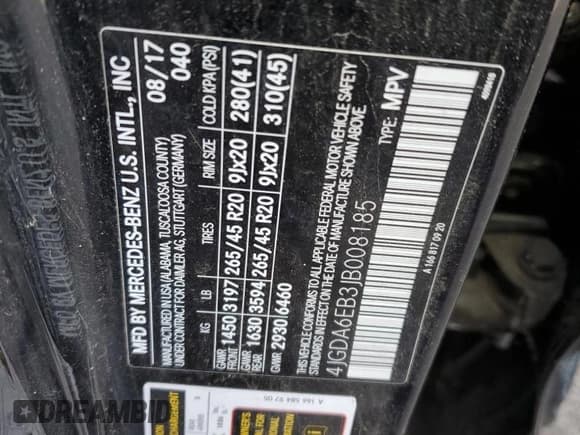 MFD BY MERCEDES-BENZ U.S. INTL., INC
08/17
040
MANUFACTURED IN USA (ALABAMA, TUSCALOOSA COUNTY)
UNDER CONTRACT FOR DAIMLER AG, STUTTGART (GERMANY)
KG LB TIRES RIM SIZE COLD KPA (PSI)
GAWR FRONT 1450 3197 265/45 R20 9Jx20 280(41)
GAWR REAR 1630 3594 265/45 R20 9Jx20 310(45)
GVWR 2930 6460
THIS VEHICLE CONFORMS TO ALL APPLICABLE FEDERAL MOTOR VEHICLE SAFETY
STANDARDS IN EFFECT ON THE DATE OF MANUFACTURE SHOWN ABOVE.
4JGDA6EB3JB008185 TYPE: MPV
A 166 817 09 20
DREAMBID